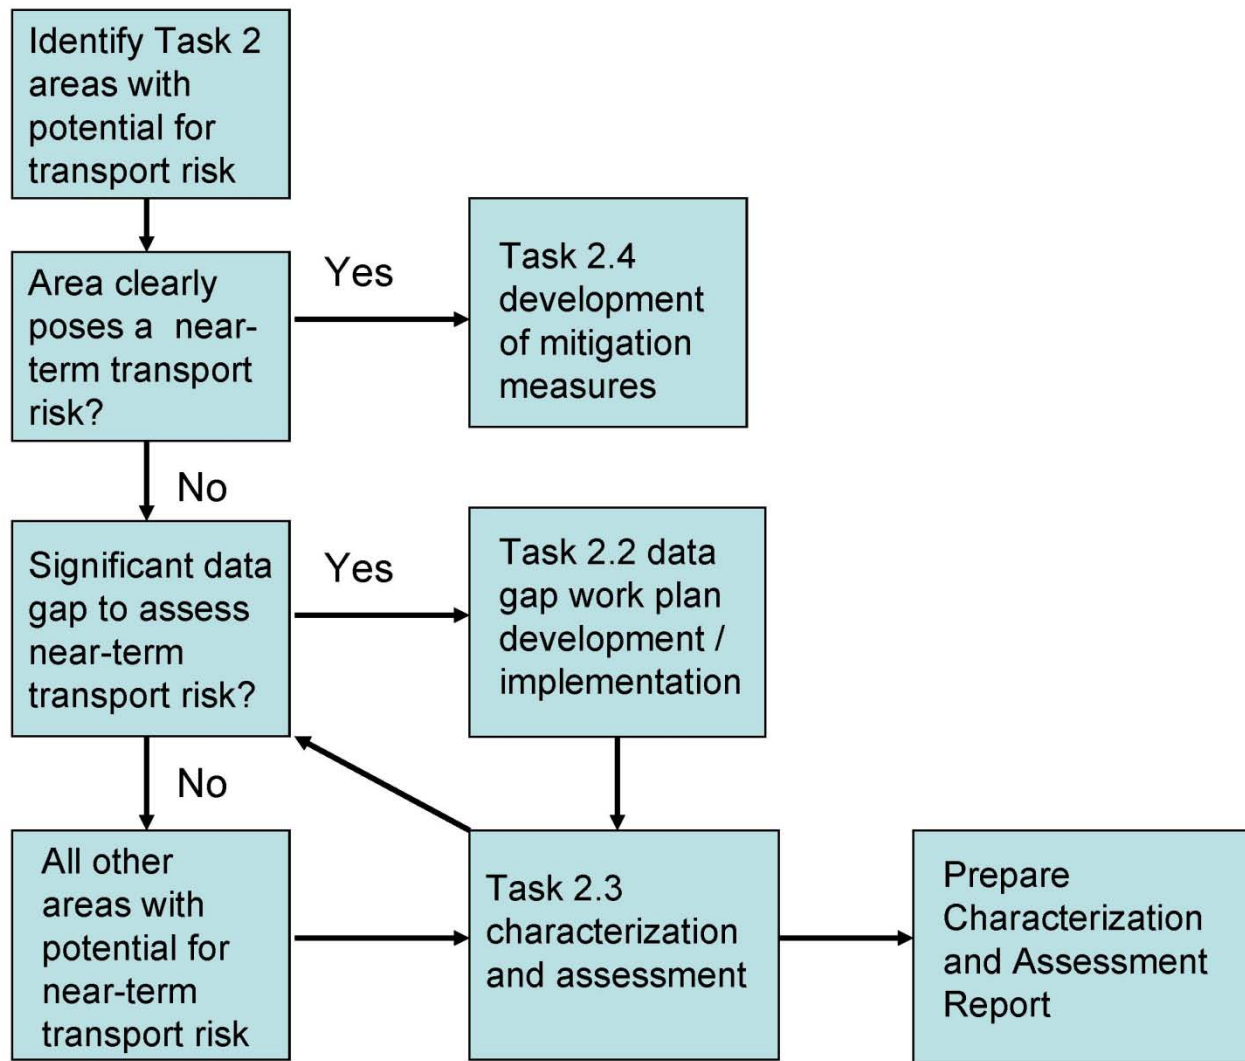 Identify Task 2
areas with
potential for
transport risk
Area clearly
poses a  near-
term transport
risk?
Yes
Task 2.4
development
of mitigation
measures
No
Significant data
gap to assess
near-term
transport risk?
Yes
Task 2.2 data
gap work plan
development /
implementation
No
All other
areas with
potential for
near-term
transport risk
Task 2.3
characterization
and assessment
Prepare
Characterization
and Assessment
Report